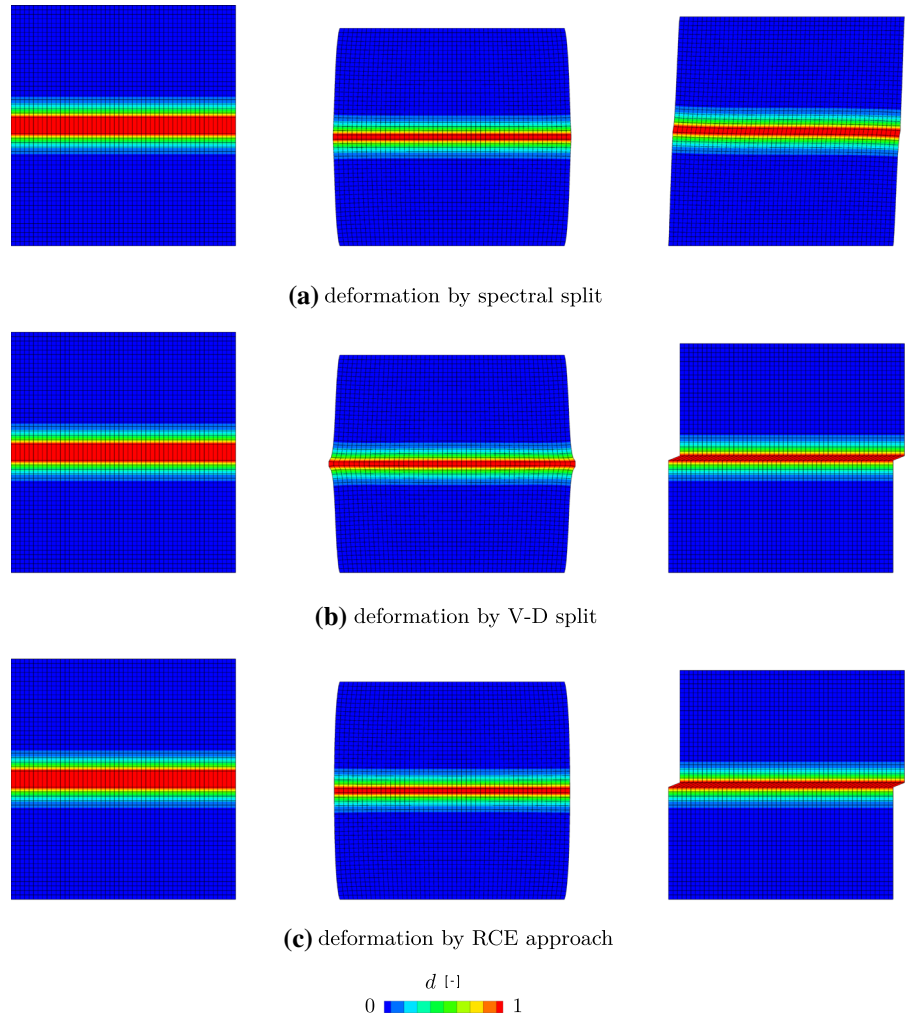 (a) deformation by spectral split
(b) deformation by V-D split
(c) deformation by RCE approach
d [-]
0 1